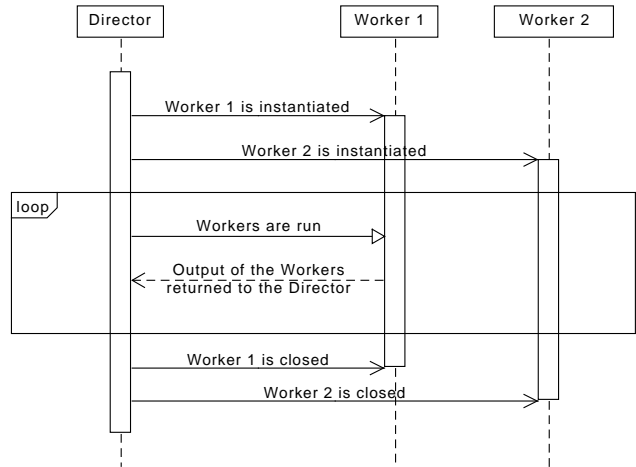 Director
Worker 1
Worker 2
Worker 1 is instantiated
Worker 2 is instantiated
loop
Workers are run
Output of the Workers
returned to the Director
Worker 1 is closed
Worker 2 is closed